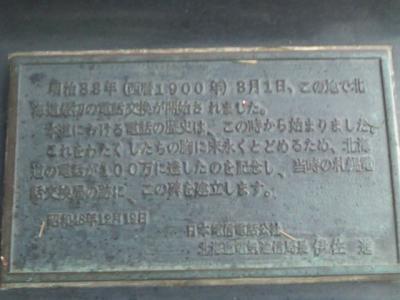 明治33年(西暦1900年)3月1日、この地で北
海道最初の電話交換が開始されました。
本道における電話の歴史は、この時から始まりました。
これをわたくしたちの胸に末永くとどめるため、北海
道の電話が100万に達したのを記念し、当時の札幌電
話交換局の跡に、この碑を建立します。
昭和48年12月12日
日本電信電話公社
北海道電気通信局長 伊佐 進